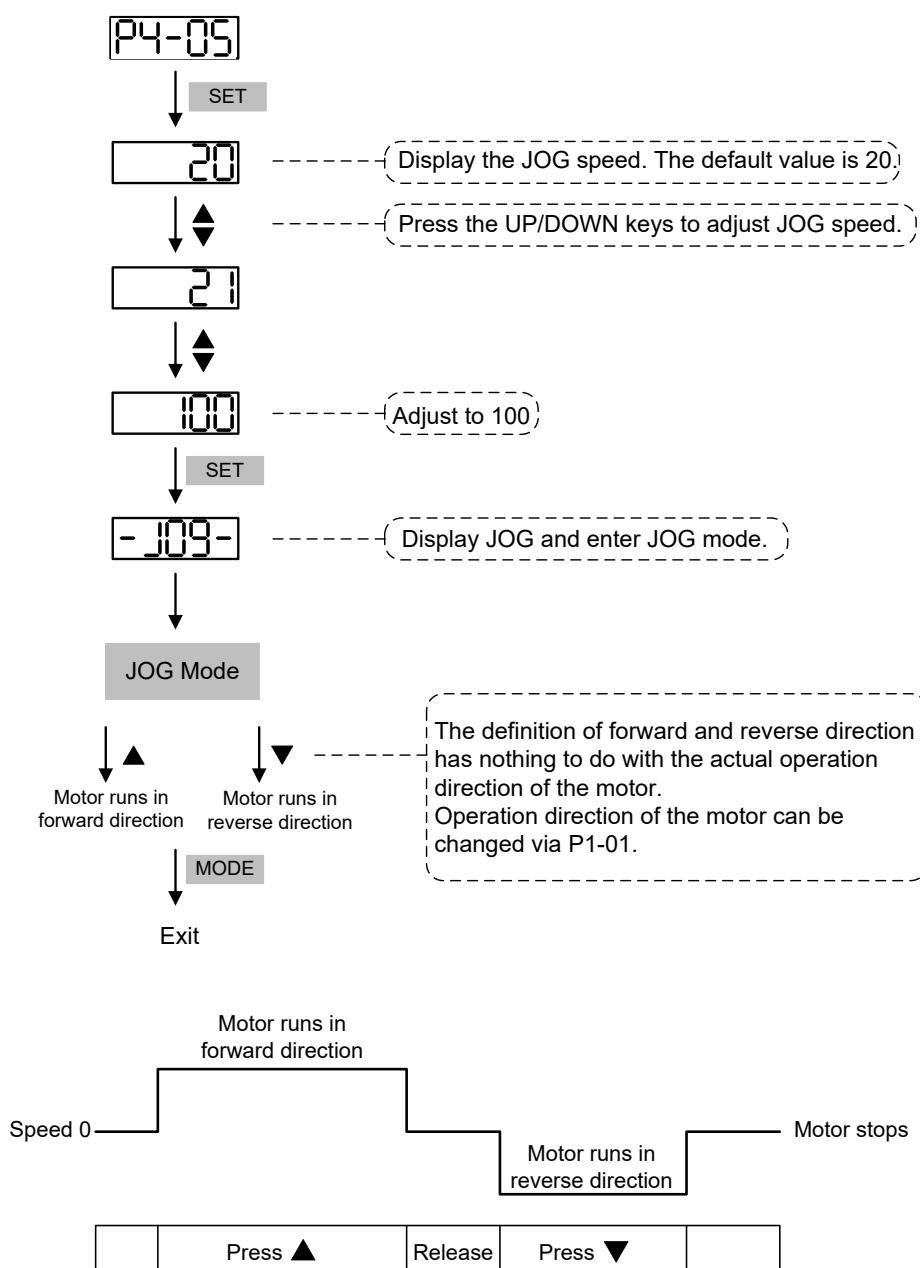 P4-05
SET
20
Display the JOG speed. The default value is 20.
Press the UP/DOWN keys to adjust JOG speed.
21
100
Adjust to 100
SET
-JOG-
Display JOG and enter JOG mode.
JOG Mode
The definition of forward and reverse direction
has nothing to do with the actual operation
direction of the motor.
Operation direction of the motor can be
changed via P1-01.
Motor runs in
forward direction
Motor runs in
reverse direction
MODE
Exit
Motor runs in
forward direction
Speed 0
Motor stops
Motor runs in
reverse direction
Press ▲
Release
Press ▼